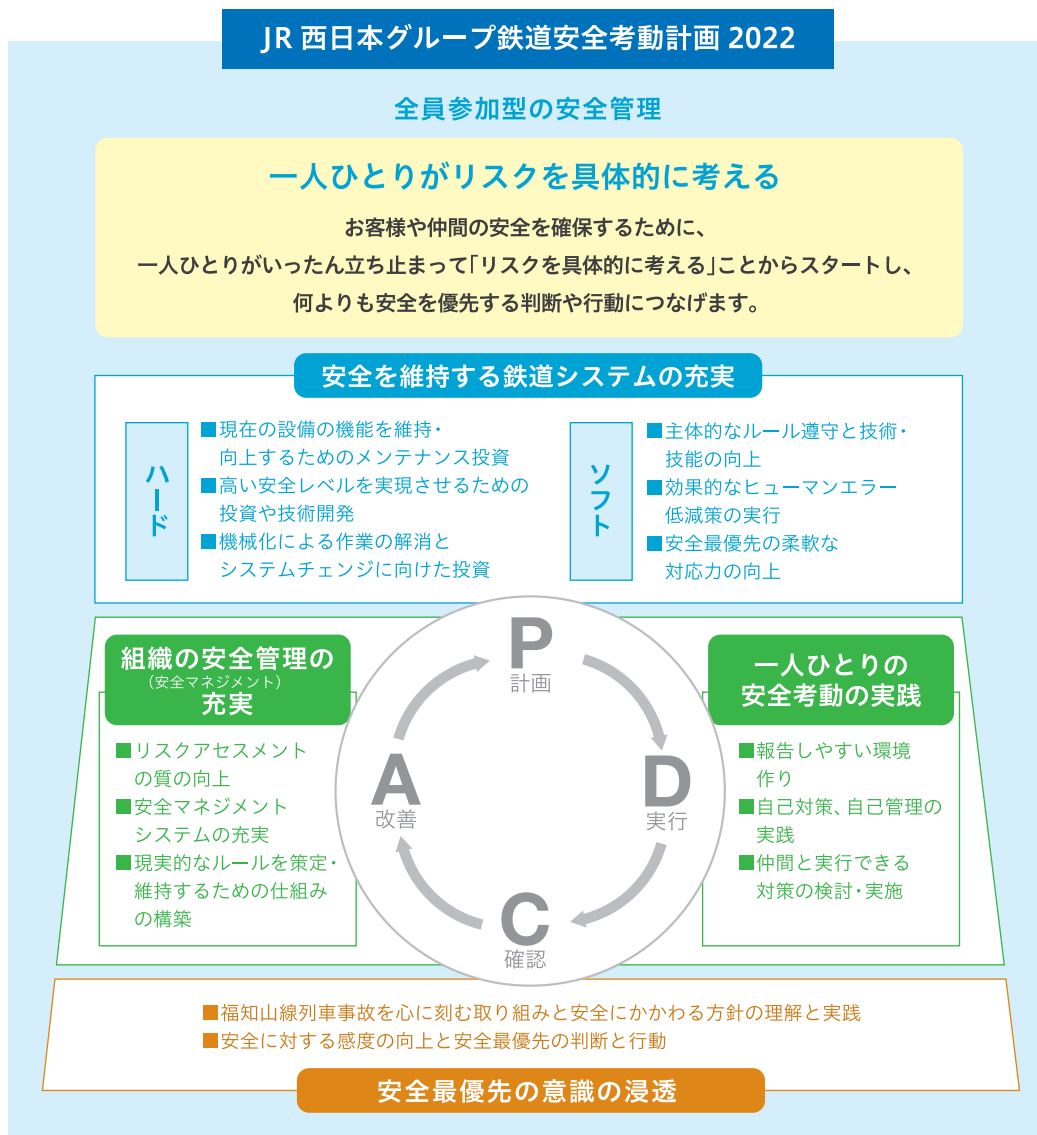 JR 西日本グループ鉄道安全考動計画 2022
全員参加型の安全管理
一人ひとりがリスクを具体的に考える
お客様や仲間の安全を確保するために、
一人ひとりがいったん立ち止まって「リスクを具体的に考える」ことからスタートし、
何よりも安全を優先する判断や行動につなげます。
安全を維持する鉄道システムの充実
ハード
■現在の設備の機能を維持・
向上するためのメンテナンス投資
■高い安全レベルを実現させるための
投資や技術開発
■機械化による作業の解消と
システムチェンジに向けた投資
ソフト
■主体的なルール遵守と技術・
技能の向上
■効果的なヒューマンエラー
低減策の実行
■安全最優先の柔軟な
対応力の向上
組織の安全管理の
（安全マネジメント）
充実
■リスクアセスメント
の質の向上
■安全マネジメント
システムの充実
■現実的なルールを策定・
維持するための仕組み
の構築
P
計画
D
実行
C
確認
A
改善
一人ひとりの
安全考動の実践
■報告しやすい環境
作り
■自己対策、自己管理の
実践
■仲間と実行できる
対策の検討・実施
■福知山線列車事故を心に刻む取り組みと安全にかかわる方針の理解と実践
■安全に対する感度の向上と安全最優先の判断と行動
安全最優先の意識の浸透